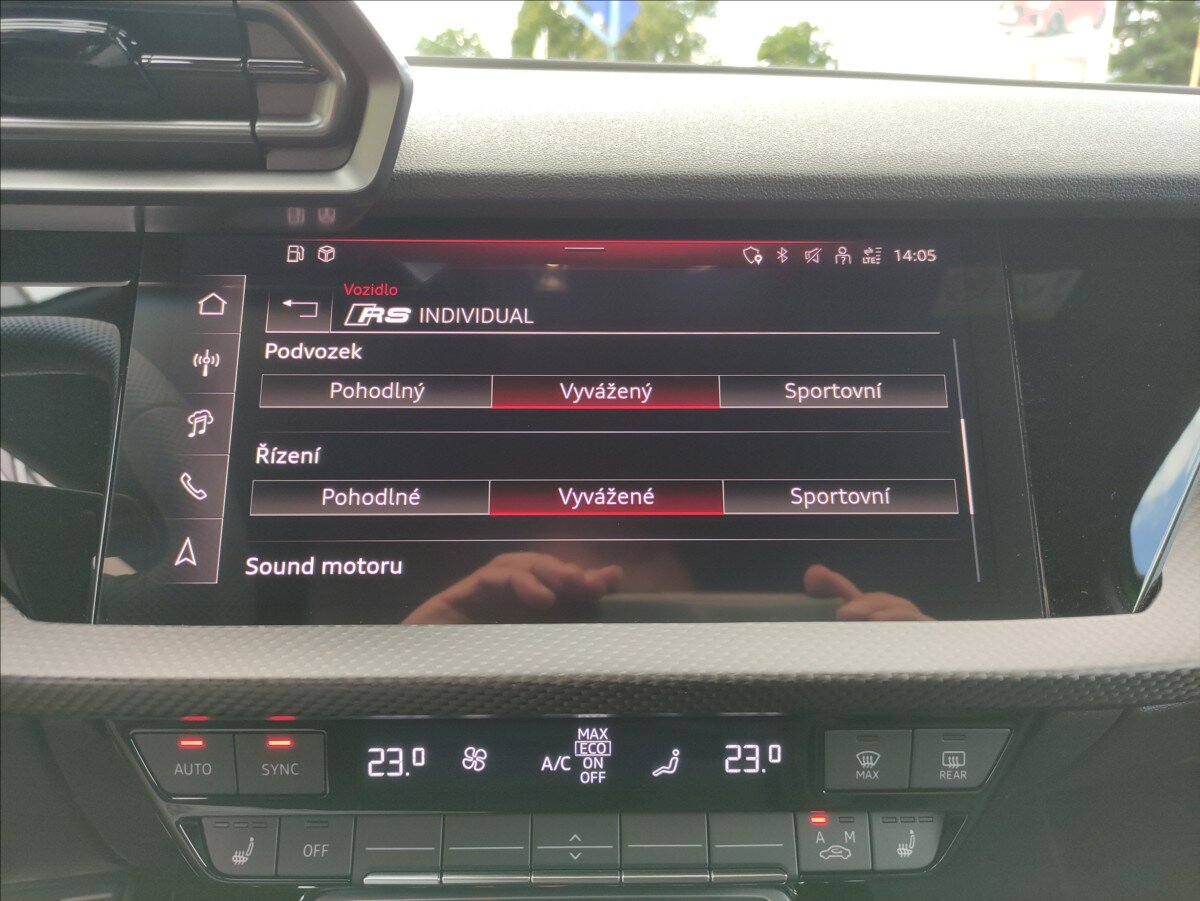 LTE 14:05
Vozidlo
RS INDIVIDUAL
Podvozek
Pohodlný Vyvážený Sportovní
Řízení
Pohodlné Vyvážené Sportovní
Sound motoru
AUTO SYNC 23.0 A/C MAX ECO ON OFF 23.0 MAX REAR
OFF A M